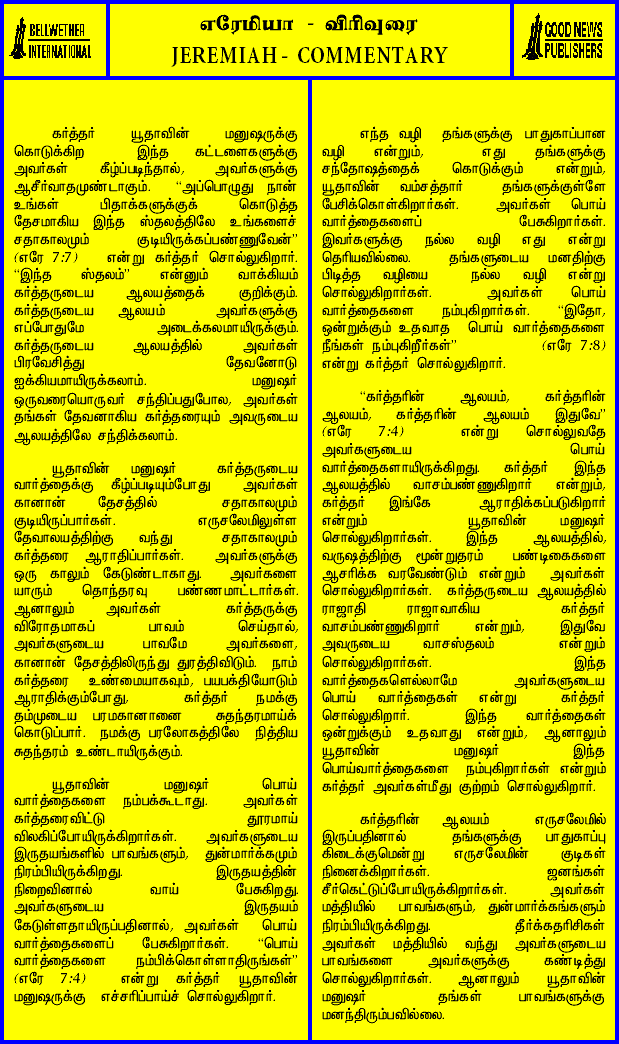 BELLWETHER
INTERNATIONAL
எரேமியா - விரிவுரை
JEREMIAH - COMMENTARY
GOOD NEWS
PUBLISHERS
கர்த்தர் யூதாவின் மனுஷருக்கு
கொடுக்கிற இந்த கட்டளைகளுக்கு
அவர்கள் கீழ்ப்படிந்தால், அவர்களுக்கு
ஆசீர்வாதமுண்டாகும். “அப்பொழுது நான்
உங்கள் பிதாக்களுக்குக் கொடுத்த
தேசமாகிய இந்த ஸ்தலத்திலே உங்களைச்
சதாகாலமும் குடியிருக்கப்பண்ணுவேன்”
(எரே 7:7) என்று கர்த்தர் சொல்லுகிறார்.
“இந்த ஸ்தலம்” என்னும் வாக்கியம்
கர்த்தருடைய ஆலயத்தைக் குறிக்கும்.
கர்த்தருடைய ஆலயம் அவர்களுக்கு
எப்போதுமே அடைக்கலமாயிருக்கும்.
கர்த்தருடைய ஆலயத்தில் அவர்கள்
பிரவேசித்து தேவனோடு
ஐக்கியமாயிருக்கலாம். மனுஷர்
ஒருவரையொருவர் சந்திப்பதுபோல, அவர்கள்
தங்கள் தேவனாகிய கர்த்தரையும் அவருடைய
ஆலயத்திலே சந்திக்கலாம்.
யூதாவின் மனுஷர் கர்த்தருடைய
வார்த்தைக்கு கீழ்ப்படியும்போது அவர்கள்
கானான் தேசத்தில் சதாகாலமும்
குடியிருப்பார்கள். எருசலேமிலுள்ள
தேவாலயத்திற்கு வந்து சதாகாலமும்
கர்த்தரை ஆராதிப்பார்கள். அவர்களுக்கு
ஒரு காலும் கேடுண்டாகாது. அவர்களை
யாரும் தொந்தரவு பண்ணமாட்டார்கள்.
ஆனாலும் அவர்கள் கர்த்தருக்கு
விரோதமாகப் பாவம் செய்தால்,
அவர்களுடைய பாவமே அவர்களை,
கானான் தேசத்திலிருந்து துரத்திவிடும். நாம்
கர்த்தரை உண்மையாகவும், பயபக்தியோடும்
ஆராதிக்கும்போது, கர்த்தர் நமக்கு
தம்முடைய பரமகானானை சுதந்தரமாய்க்
கொடுப்பார். நமக்கு பரலோகத்திலே நித்திய
சுதந்தரம் உண்டாயிருக்கும்.
யூதாவின் மனுஷர் பொய்
வார்த்தைகளை நம்பக்கூடாது. அவர்கள்
கர்த்தரைவிட்டு தூரமாய்
விலகிப்போயிருக்கிறார்கள். அவர்களுடைய
இருதயங்களில் பாவங்களும், துன்மார்க்கமும்
நிரம்பியிருக்கிறது. இருதயத்தின்
நிறைவினால் வாய் பேசுகிறது.
அவர்களுடைய இருதயம்
கேடுள்ளதாயிருப்பதினால், அவர்கள் பொய்
வார்த்தைகளைப் பேசுகிறார்கள். “பொய்
வார்த்தைகளை நம்பிக்கொள்ளாதிருங்கள்”
(எரே 7:4) என்று கர்த்தர் யூதாவின்
மனுஷருக்கு எச்சரிப்பாய்ச் சொல்லுகிறார்.
எந்த வழி தங்களுக்கு பாதுகாப்பான
வழி என்றும், எது தங்களுக்கு
சந்தோஷத்தைக் கொடுக்கும் என்றும்,
யூதாவின் வம்சத்தார் தங்களுக்குள்ளே
பேசிக்கொள்கிறார்கள். அவர்கள் பொய்
வார்த்தைகளைப் பேசுகிறார்கள்.
இவர்களுக்கு நல்ல வழி எது என்று
தெரியவில்லை. தங்களுடைய மனதிற்கு
பிடித்த வழியை நல்ல வழி என்று
சொல்லுகிறார்கள். அவர்கள் பொய்
வார்த்தைகளை நம்புகிறார்கள். “இதோ,
ஒன்றுக்கும் உதவாத பொய் வார்த்தைகளை
நீங்கள் நம்புகிறீர்கள்” (எரே 7:8)
என்று கர்த்தர் சொல்லுகிறார்.
“கர்த்தரின் ஆலயம், கர்த்தரின்
ஆலயம், கர்த்தரின் ஆலயம் இதுவே”
(எரே 7:4) என்று சொல்லுவதே
அவர்களுடைய பொய்
வார்த்தைகளாயிருக்கிறது. கர்த்தர் இந்த
ஆலயத்தில் வாசம்பண்ணுகிறார் என்றும்,
கர்த்தர் இங்கே ஆராதிக்கப்படுகிறார்
என்றும் யூதாவின் மனுஷர்
சொல்லுகிறார்கள். இந்த ஆலயத்தில்,
வருஷத்திற்கு மூன்றுதரம் பண்டிகைகளை
ஆசரிக்க வரவேண்டும் என்றும் அவர்கள்
சொல்லுகிறார்கள். கர்த்தருடைய ஆலயத்தில்
ராஜாதி ராஜாவாகிய கர்த்தர்
வாசம்பண்ணுகிறார் என்றும், இதுவே
அவருடைய வாசஸ்தலம் என்றும்
சொல்லுகிறார்கள். இந்த
வார்த்தைகளெல்லாமே அவர்களுடைய
பொய் வார்த்தைகள் என்று கர்த்தர்
சொல்லுகிறார். இந்த வார்த்தைகள்
ஒன்றுக்கும் உதவாது என்றும், ஆனாலும்
யூதாவின் மனுஷர் இந்த
பொய்வார்த்தைகளை நம்புகிறார்கள் என்றும்
கர்த்தர் அவர்கள்மீது குற்றம் சொல்லுகிறார்.
கர்த்தரின் ஆலயம் எருசலேமில்
இருப்பதினால் தங்களுக்கு பாதுகாப்பு
கிடைக்குமென்று எருசலேமின் குடிகள்
நினைக்கிறார்கள். ஜனங்கள்
சீர்கெட்டுப்போயிருக்கிறார்கள். அவர்கள்
மத்தியில் பாவங்களும், துன்மார்க்கங்களும்
நிரம்பியிருக்கிறது. தீர்க்கதரிசிகள்
அவர்கள் மத்தியில் வந்து அவர்களுடைய
பாவங்களை அவர்களுக்கு கண்டித்து
சொல்லுகிறார்கள். ஆனாலும் யூதாவின்
மனுஷர் தங்கள் பாவங்களுக்கு
மனந்திரும்பவில்லை.